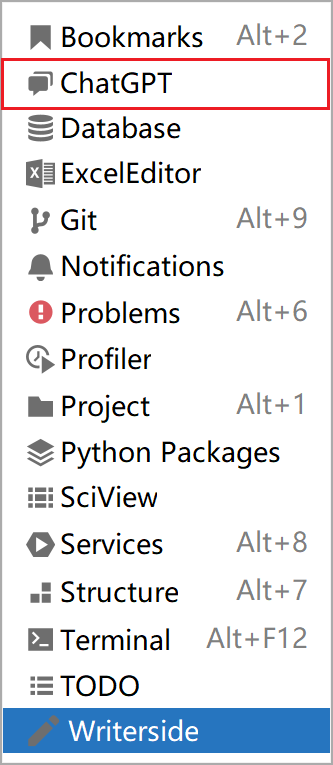 Bookmarks Alt+2
ChatGPT
Database
ExcelEditor
Git Alt+9
Notifications
Problems Alt+6
Profiler
Project Alt+1
Python Packages
SciView
Services Alt+8
Structure Alt+7
Terminal Alt+F12
TODO
Writerside